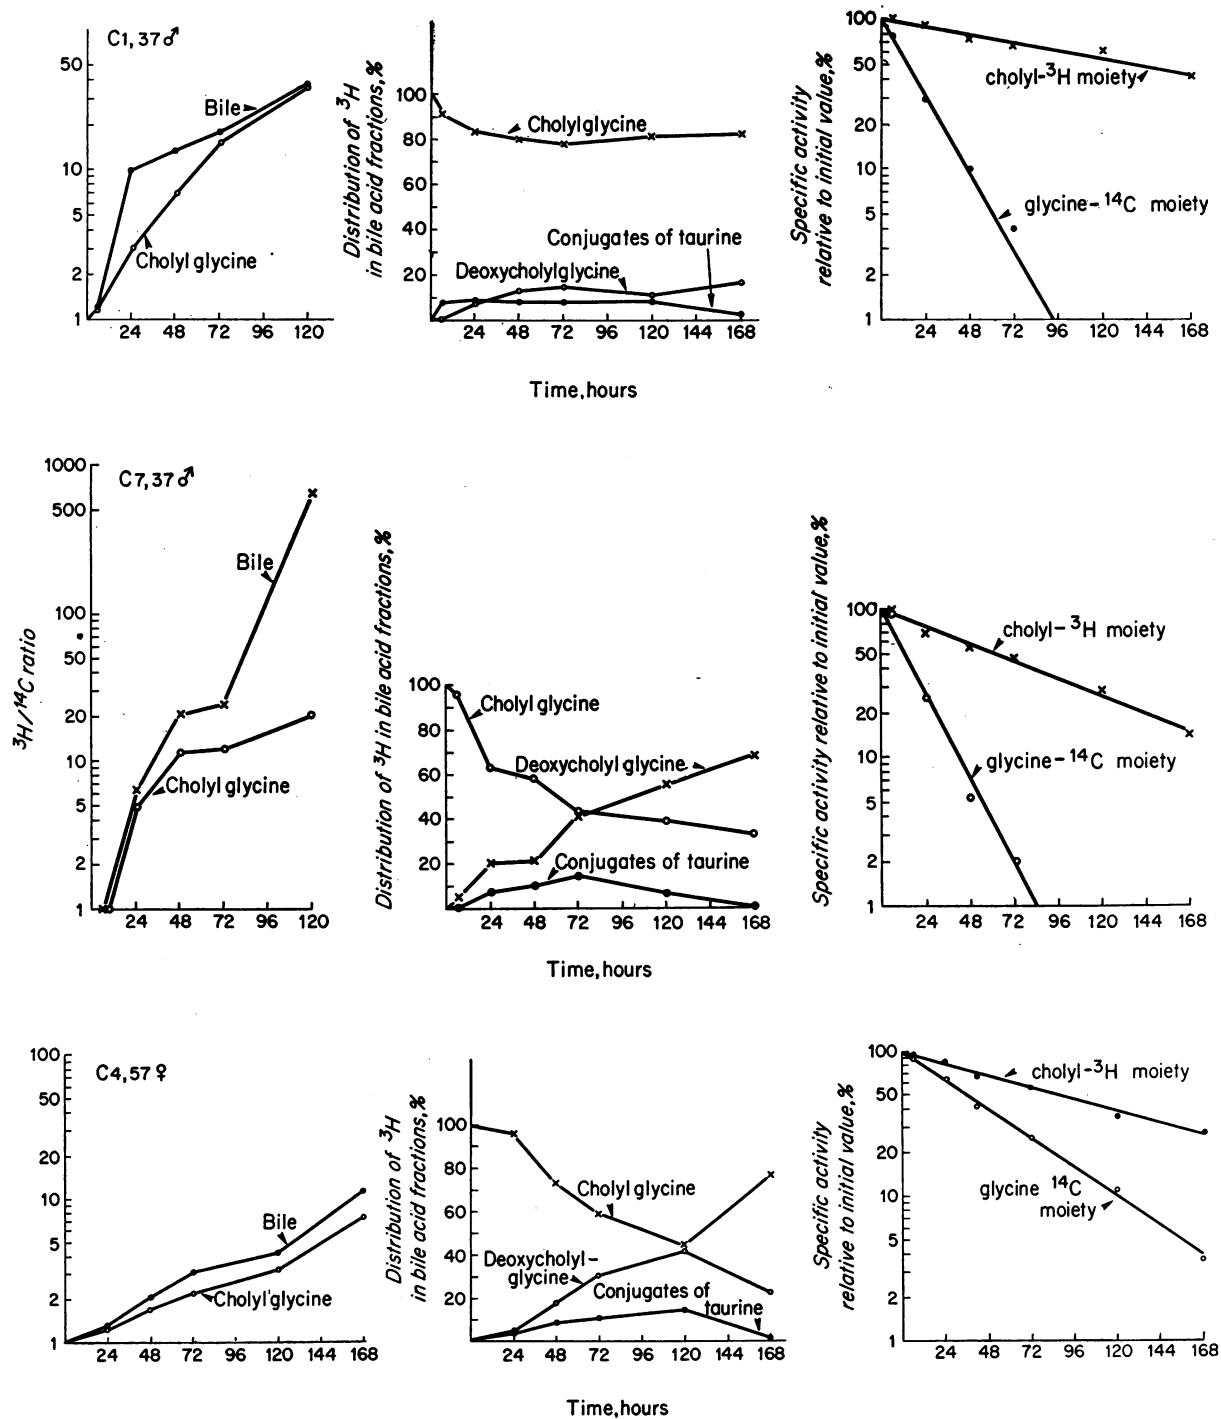 C1, 37♂
50
20
10
5
2
1
24 48 72 96 120
Bile
Cholyl glycine
Distribution of ³H
in bile acid fractions, %
100
80
60
40
20
24 48 72 96 120 144 168
Cholylglycine
Conjugates of taurine
Deoxycholylglycine
Specific activity
relative to initial value, %
100
50
20
10
5
2
1
24 48 72 96 120 144 168
cholyl-³H moiety
glycine-¹⁴C moiety
Time, hours
C7, 37♂
³H/¹⁴C ratio
1000
500
100
50
20
10
5
2
1
24 48 72 96 120
Bile
Cholyl glycine
Distribution of ³H in bile acid fractions, %
100
80
60
40
20
24 48 72 96 120 144 168
Cholyl glycine
Deoxycholyl glycine
Conjugates of taurine
Specific activity relative to initial value, %
100
50
20
10
5
2
1
24 48 72 96 120 144 168
cholyl-³H moiety
glycine-¹⁴C moiety
Time, hours
C4, 57♀
100
50
20
10
5
2
1
24 48 72 96 120 144 168
Bile
Cholyl glycine
Distribution of ³H
in bile acid fractions, %
100
80
60
40
20
24 48 72 96 120 144 168
Cholyl glycine
Deoxycholyl-
glycine
Conjugates of
taurine
Specific activity
relative to initial value, %
100
50
20
10
5
2
1
24 48 72 96 120 144 168
cholyl-³H moiety
glycine ¹⁴C
moiety
Time, hours